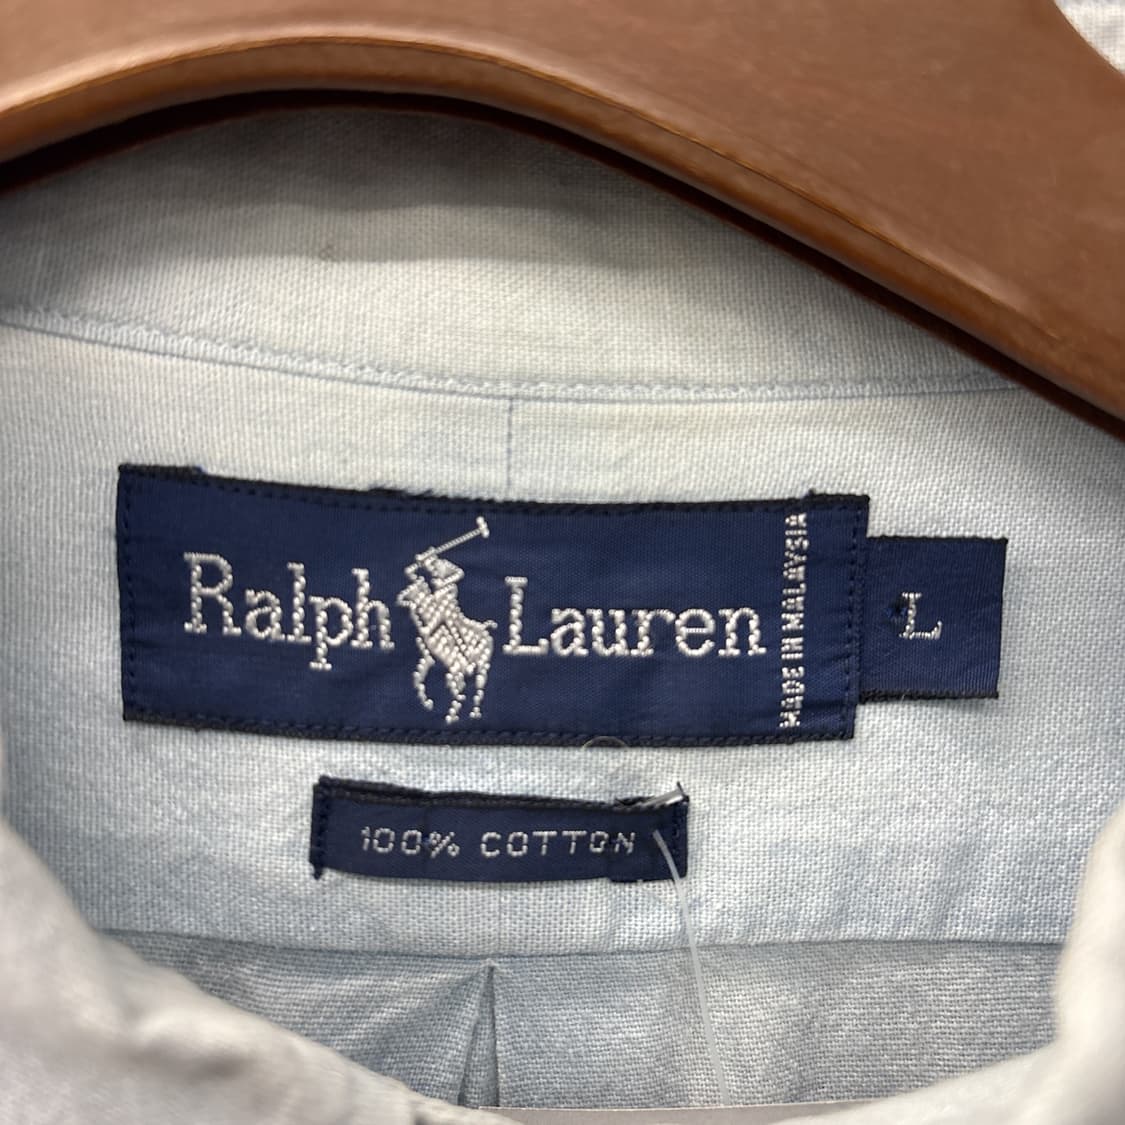 Ralph Lauren
MADE IN MALAYSIA
L
100% COTTON